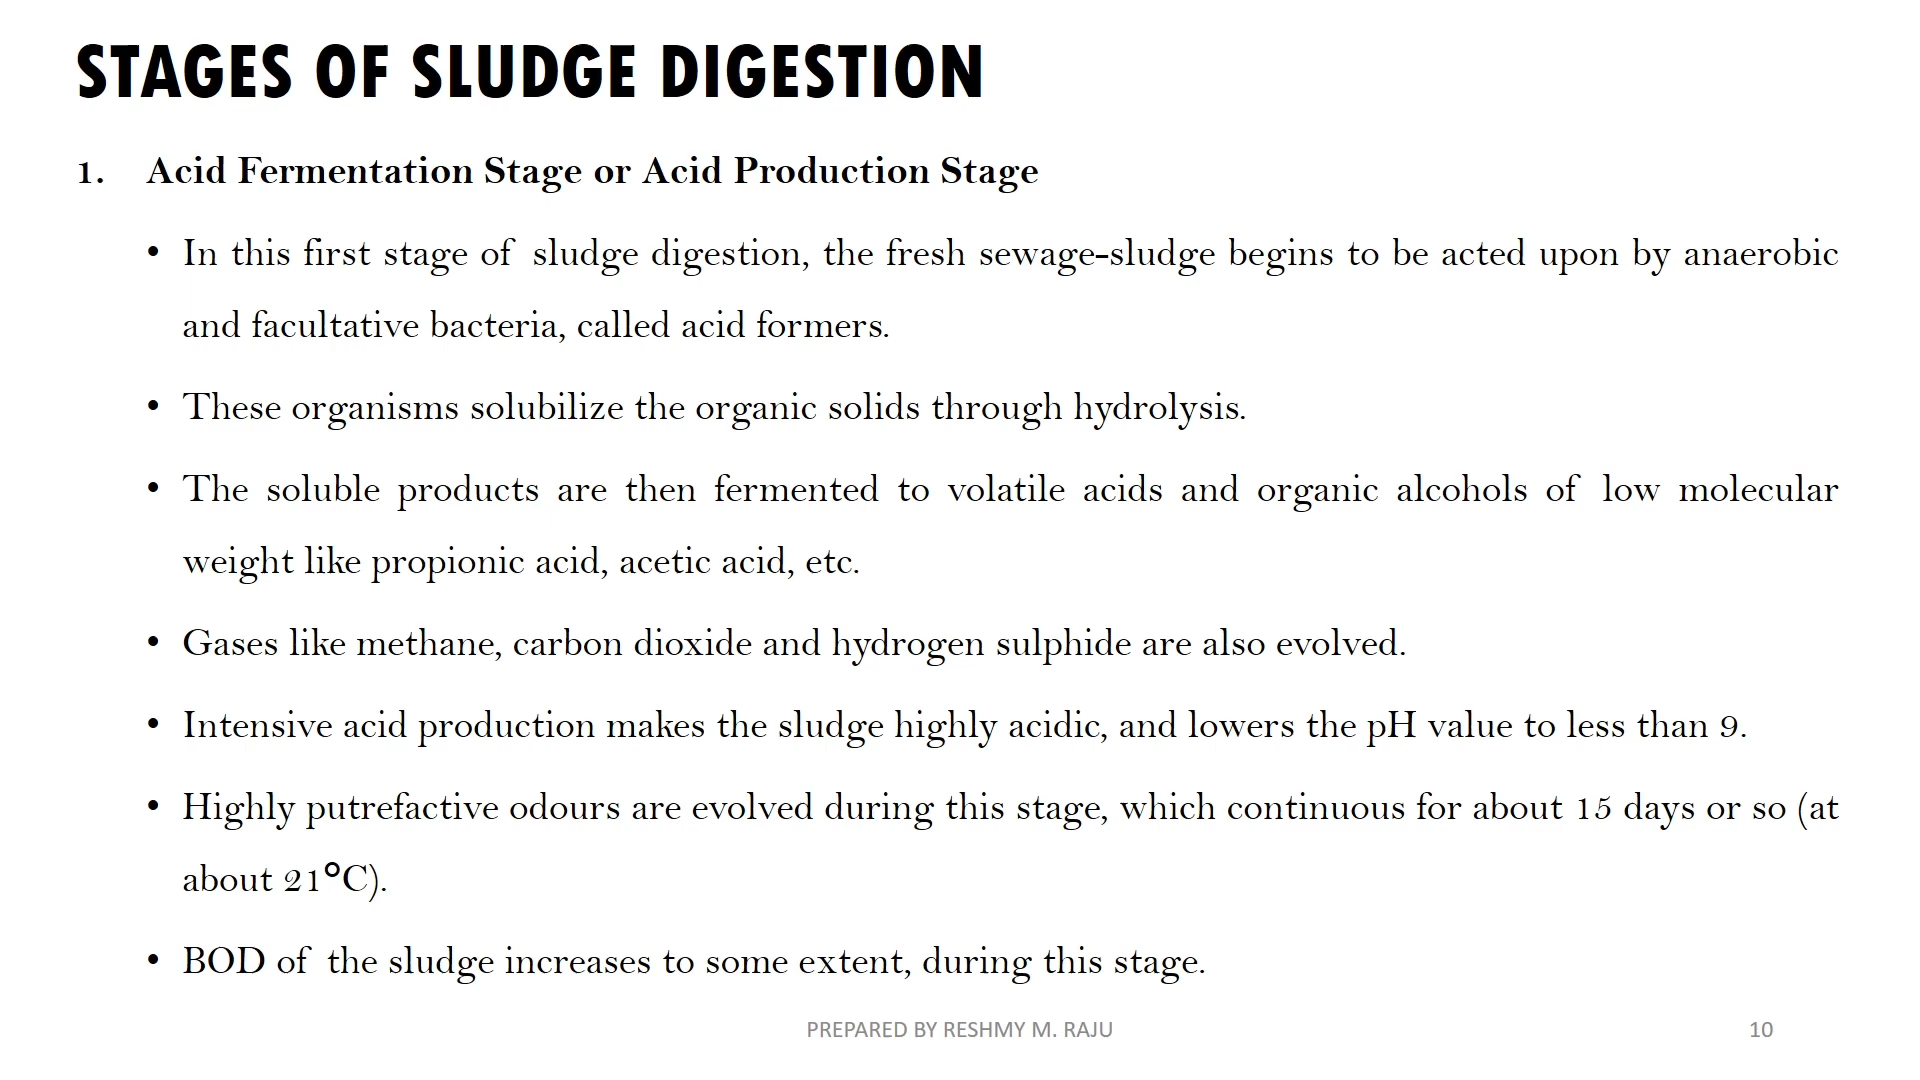 STAGES OF SLUDGE DIGESTION
1. Acid Fermentation Stage or Acid Production Stage
• In this first stage of sludge digestion, the fresh sewage-sludge begins to be acted upon by anaerobic
and facultative bacteria, called acid formers.
• These organisms solubilize the organic solids through hydrolysis.
• The soluble products are then fermented to volatile acids and organic alcohols of low molecular
weight like propionic acid, acetic acid, etc.
• Gases like methane, carbon dioxide and hydrogen sulphide are also evolved.
• Intensive acid production makes the sludge highly acidic, and lowers the pH value to less than 9.
• Highly putrefactive odours are evolved during this stage, which continuous for about 15 days or so (at
about 21°C).
• BOD of the sludge increases to some extent, during this stage.
PREPARED BY RESHMY M. RAJU
10